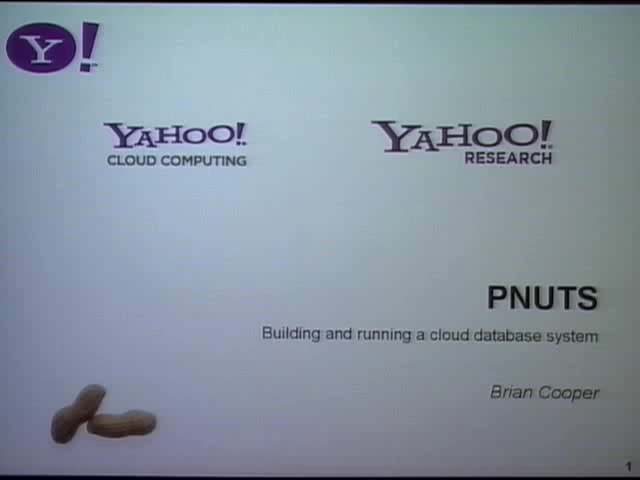 Y!
YAHOO!
CLOUD COMPUTING
YAHOO!
RESEARCH
PNUTS
Building and running a cloud database system
Brian Cooper
1